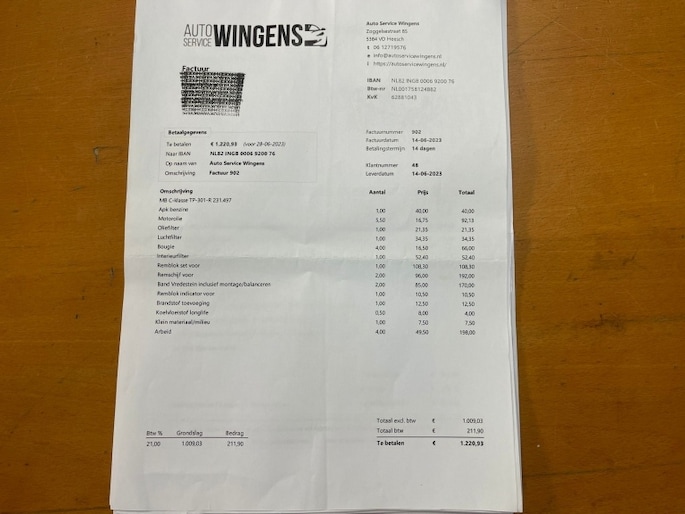 AUTO
SERVICE
WINGENS
Auto Service Wingens
Zoggelsestraat 85
5384 VD Heesch
t 06 12719576
e info@autoservicewingens.nl
i https://autoservicewingens.nl/
IBAN NL82 INGB 0006 9200 76
Btw-nr NL001758124B82
KvK 62881043
Factuur
Betaalgegevens
Te betalen € 1.220,93 (voor 28-06-2023)
Naar IBAN NL82 INGB 0006 9200 76
Op naam van Auto Service Wingens
Omschrijving Factuur 902
Factuurnummer 902
Factuurdatum 14-06-2023
Betalingstermijn 14 dagen
Klantnummer 48
Leverdatum 14-06-2023
Omschrijving Aantal Prijs Totaal
MB C-klasse TP-301-R 231.497
Apk benzine 1,00 40,00 40,00
Motorolie 5,50 16,75 92,13
Oliefilter 1,00 21,35 21,35
Luchtfilter 1,00 34,35 34,35
Bougie 4,00 16,50 66,00
Interieurfilter 1,00 52,40 52,40
Remblok set voor 1,00 108,30 108,30
Remschijf voor 2,00 96,00 192,00
Band Vredestein inclusief montage/balanceren 2,00 85,00 170,00
Remblok indicator voor 1,00 10,50 10,50
Brandstof toevoeging 1,00 12,50 12,50
Koelvloeistof longlife 0,50 8,00 4,00
Klein materiaal/milieu 1,00 7,50 7,50
Arbeid 4,00 49,50 198,00
Totaal excl. btw € 1.009,03
Totaal btw € 211,90
Te betalen € 1.220,93
Btw % Grondslag Bedrag
21,00 1.009,03 211,90